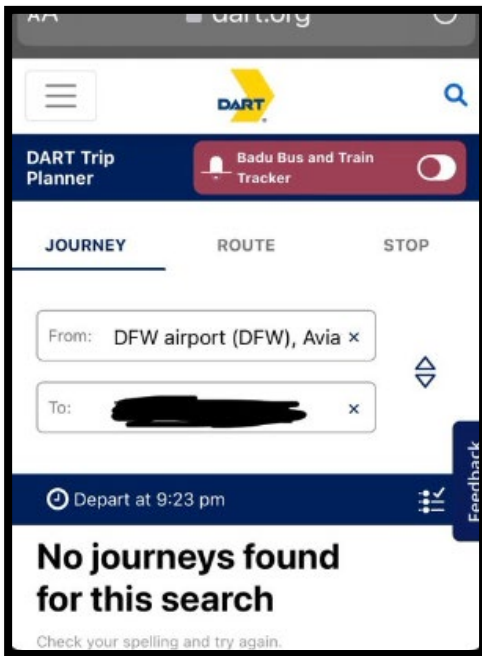 AA dart.org
DART
DART Trip
Planner
Badu Bus and Train
Tracker
JOURNEY ROUTE STOP
From: DFW airport (DFW), Avia ×
To: ×
Feedback
Depart at 9:23 pm
No journeys found
for this search
Check your spelling and try again.